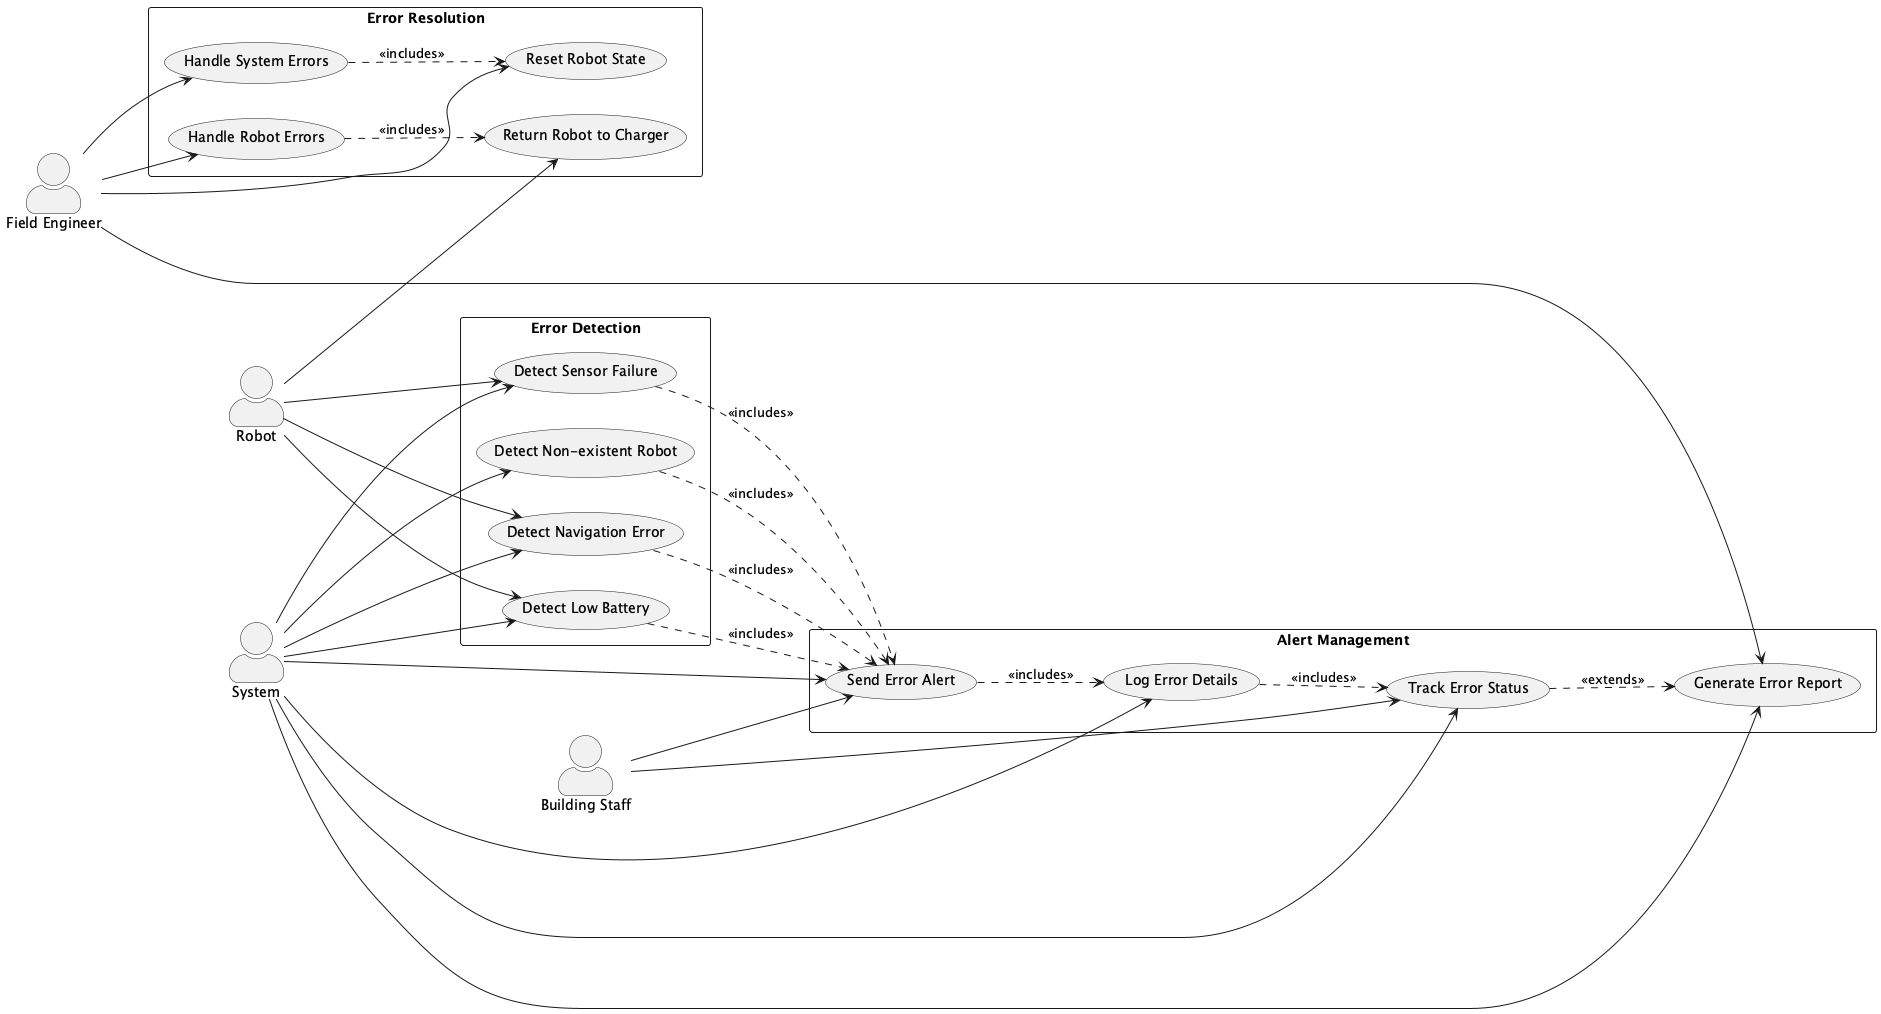 Error Resolution
Handle System Errors
«includes»
Reset Robot State
Handle Robot Errors
«includes»
Return Robot to Charger
Field Engineer
Error Detection
Detect Sensor Failure
«includes»
Robot
Detect Non-existent Robot
«includes»
Detect Navigation Error
«includes»
Detect Low Battery
«includes»
Alert Management
System
Send Error Alert
«includes»
Log Error Details
«includes»
Track Error Status
«extends»
Generate Error Report
Building Staff